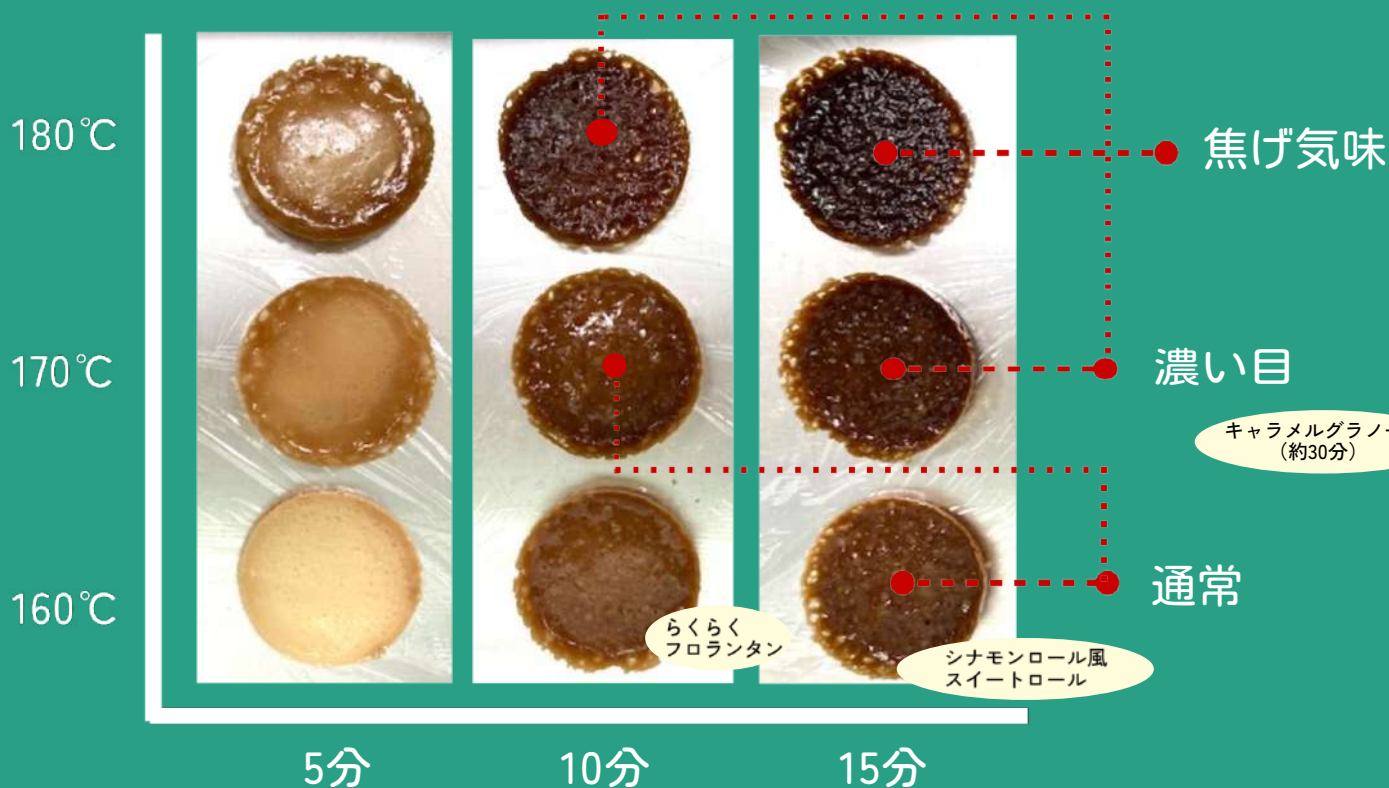 180℃
焦げ気味
170℃
濃い目
キャラメルグラノー
（約30分）
160℃
通常
らくらく
フロランタン
シナモンロール風
スイートロール
5分
10分
15分